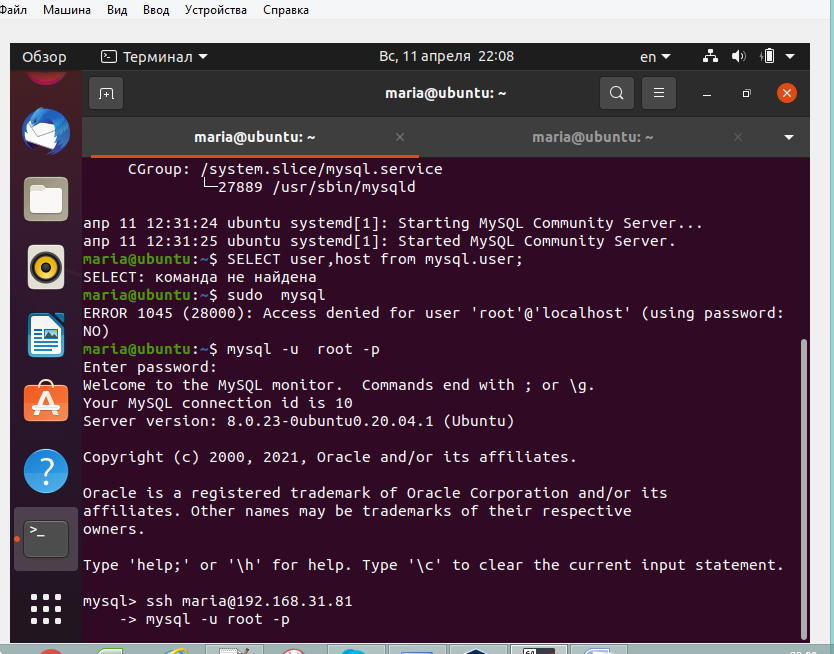 Файл Машина Вид Ввод Устройства Справка
Обзор Терминал Вс, 11 апреля 22:08 en
maria@ubuntu: ~
maria@ubuntu: ~ maria@ubuntu: ~
CGroup: /system.slice/mysql.service
└─27889 /usr/sbin/mysqld
апр 11 12:31:24 ubuntu systemd[1]: Starting MySQL Community Server...
апр 11 12:31:25 ubuntu systemd[1]: Started MySQL Community Server.
maria@ubuntu:~$ SELECT user,host from mysql.user;
SELECT: команда не найдена
maria@ubuntu:~$ sudo  mysql
ERROR 1045 (28000): Access denied for user 'root'@'localhost' (using password:
NO)
maria@ubuntu:~$ mysql -u  root -p
Enter password:
Welcome to the MySQL monitor.  Commands end with ; or \g.
Your MySQL connection id is 10
Server version: 8.0.23-0ubuntu0.20.04.1 (Ubuntu)
Copyright (c) 2000, 2021, Oracle and/or its affiliates.
Oracle is a registered trademark of Oracle Corporation and/or its
affiliates. Other names may be trademarks of their respective
owners.
Type 'help;' or '\h' for help. Type '\c' to clear the current input statement.
mysql> ssh maria@192.168.31.81
-> mysql -u root -p